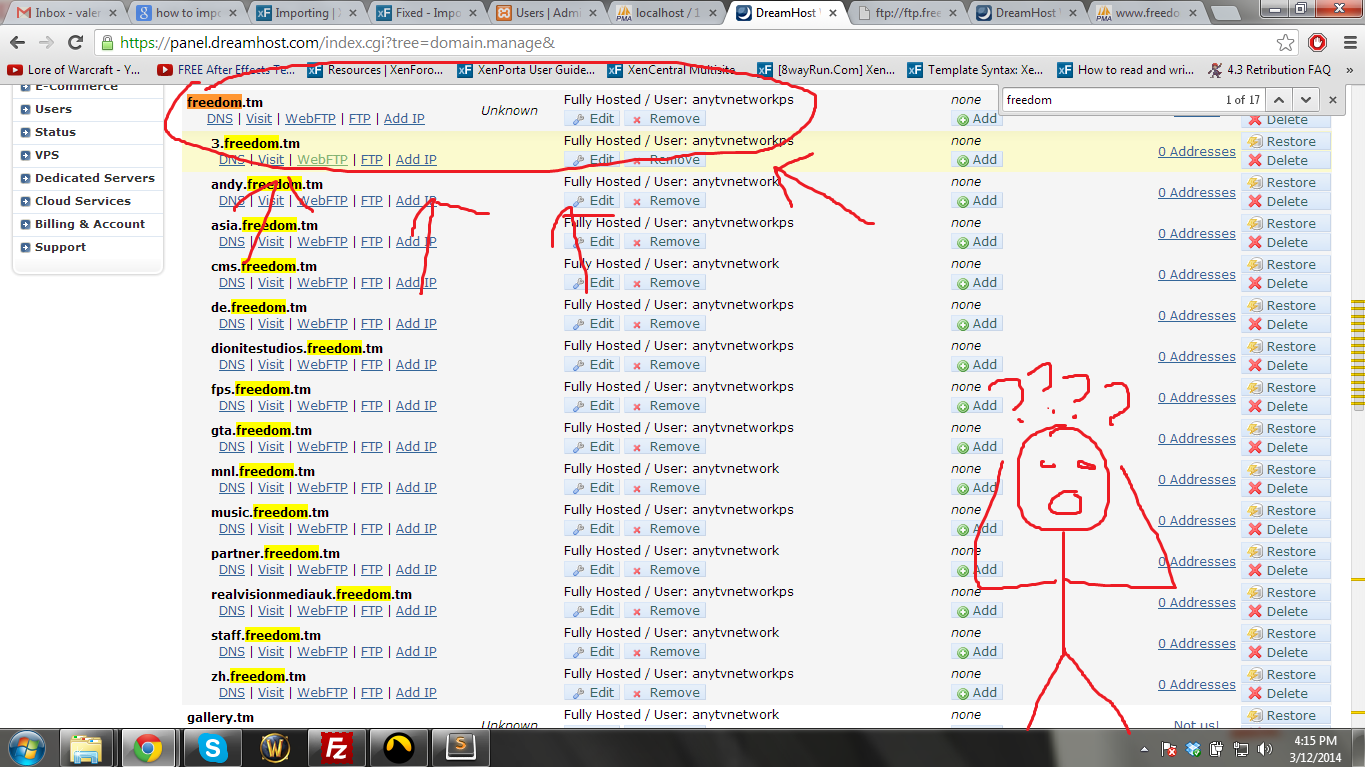 Inbox - valer
how to impo
Importing |
Fixed - Impo
Users | Adm
localhost / 1
DreamHost
ftp://ftp.free
DreamHost
www.freedo
https://panel.dreamhost.com/index.cgi?tree=domain.manage&
Lore of Warcraft - Y... FREE After Effects Te... Resources | XenForo... XenPorta User Guide... XenCentral Multisite [8wayRun.Com] Xen... Template Syntax: Xe... How to read and wri... 4.3 Retribution FAQ »
freedom 1 of 17
E-Commerce
Users
Status
VPS
Dedicated Servers
Cloud Services
Billing & Account
Support
freedom.tm Unknown Fully Hosted / User: anytvnetworkps none
DNS | Visit | WebFTP | FTP | Add IP Edit Remove Add Delete
3.freedom.tm Fully Hosted / User: anytvnetworkps none 0 Addresses Restore
DNS | Visit | WebFTP | FTP | Add IP Edit Remove Add Delete
andy.freedom.tm Fully Hosted / User: anytvnetwork none 0 Addresses Restore
DNS | Visit | WebFTP | FTP | Add IP Edit Remove Add Delete
asia.freedom.tm Fully Hosted / User: anytvnetworkps none 0 Addresses Restore
DNS | Visit | WebFTP | FTP | Add IP Edit Remove Add Delete
cms.freedom.tm Fully Hosted / User: anytvnetwork none 0 Addresses Restore
DNS | Visit | WebFTP | FTP | Add IP Edit Remove Add Delete
de.freedom.tm Fully Hosted / User: anytvnetworkps none 0 Addresses Restore
DNS | Visit | WebFTP | FTP | Add IP Edit Remove Add Delete
dionitestudios.freedom.tm Fully Hosted / User: anytvnetworkps none 0 Addresses Restore
DNS | Visit | WebFTP | FTP | Add IP Edit Remove Add Delete
fps.freedom.tm Fully Hosted / User: anytvnetworkps none 0 Addresses Restore
DNS | Visit | WebFTP | FTP | Add IP Edit Remove Add Delete
gta.freedom.tm Fully Hosted / User: anytvnetworkps none 0 Addresses Restore
DNS | Visit | WebFTP | FTP | Add IP Edit Remove Add Delete
mnl.freedom.tm Fully Hosted / User: anytvnetwork none 0 Addresses Restore
DNS | Visit | WebFTP | FTP | Add IP Edit Remove Add Delete
music.freedom.tm Fully Hosted / User: anytvnetworkps none 0 Addresses Restore
DNS | Visit | WebFTP | FTP | Add IP Edit Remove Add Delete
partner.freedom.tm Fully Hosted / User: anytvnetwork none 0 Addresses Restore
DNS | Visit | WebFTP | FTP | Add IP Edit Remove Add Delete
realvisionmediauk.freedom.tm Fully Hosted / User: anytvnetworkps none 0 Addresses Restore
DNS | Visit | WebFTP | FTP | Add IP Edit Remove Add Delete
staff.freedom.tm Fully Hosted / User: anytvnetwork none 0 Addresses Restore
DNS | Visit | WebFTP | FTP | Add IP Edit Remove Add Delete
zh.freedom.tm Fully Hosted / User: anytvnetworkps none 0 Addresses Restore
DNS | Visit | WebFTP | FTP | Add IP Edit Remove Add Delete
gallery.tm Unknown Fully Hosted / User: anytvnetwork none Not us! Restore
? ? ? ?
4:15 PM
3/12/2014